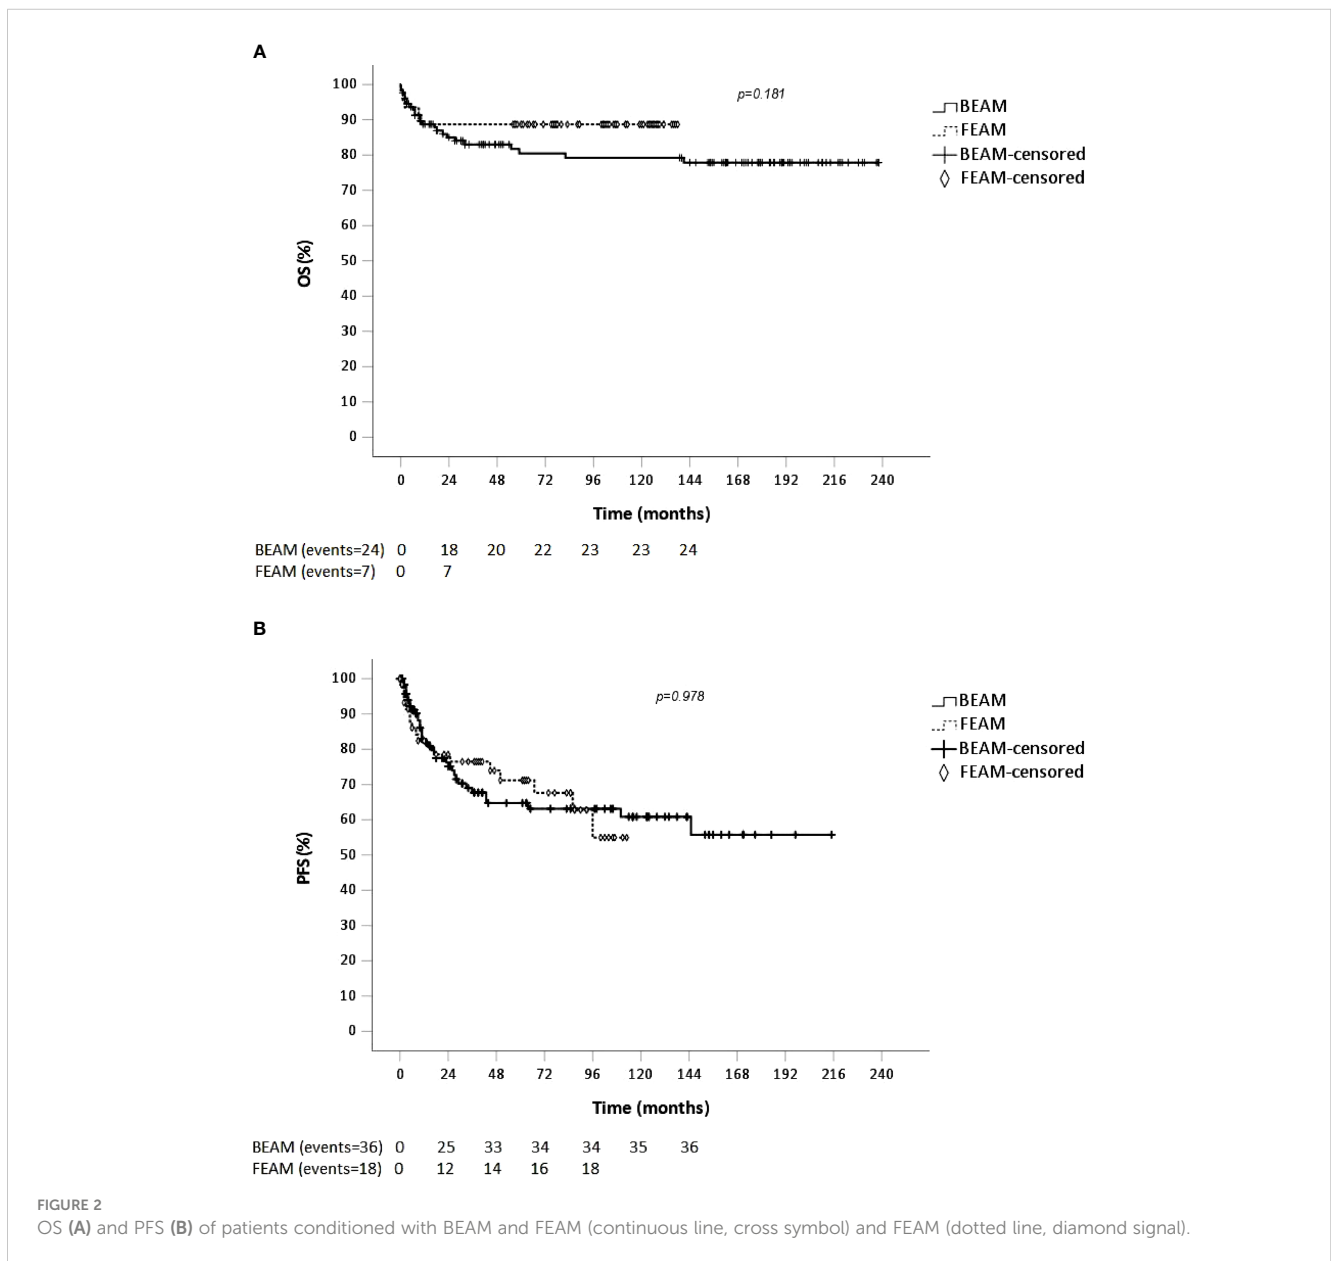 A
p=0.181
100
90
80
70
60
50
40
30
20
10
0
OS (%)
0 24 48 72 96 120 144 168 192 216 240
Time (months)
BEAM
FEAM
BEAM-censored
FEAM-censored
BEAM (events=24) 0 18 20 22 23 23 24
FEAM (events=7) 0 7
B
p=0.978
100
90
80
70
60
50
40
30
20
10
0
PFS (%)
0 24 48 72 96 120 144 168 192 216 240
Time (months)
BEAM
FEAM
BEAM-censored
FEAM-censored
BEAM (events=36) 0 25 33 34 34 35 36
FEAM (events=18) 0 12 14 16 18
FIGURE 2
OS (A) and PFS (B) of patients conditioned with BEAM and FEAM (continuous line, cross symbol) and FEAM (dotted line, diamond signal).